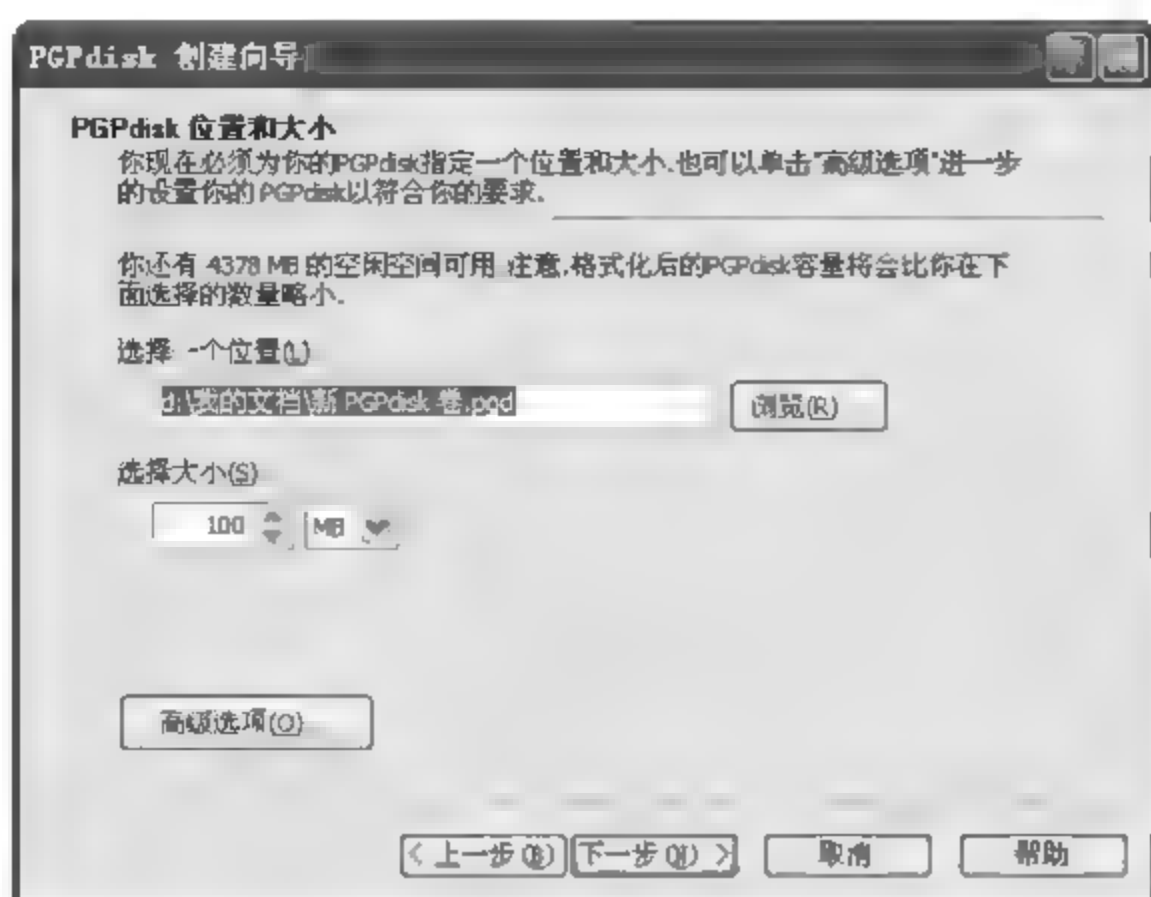 PGPdisk 创建向导
PGPdisk 位置和大小
你现在必须为你的PGPdisk指定一个位置和大小.也可以单击"高级选项"进一步
的设置你的 PGPdisk以符合你的要求.
你还有 4378 MB 的空闲空间可用 注意,格式化后的PGPdisk容量将会比你在下
面选择的数量略小.
选择一个位置(L)
d:\我的文档\新 PGPdisk 卷.pgd
浏览(R)
选择大小(S)
100 MB
高级选项(O)
< 上一步(B) 下一步(N) > 取消 帮助